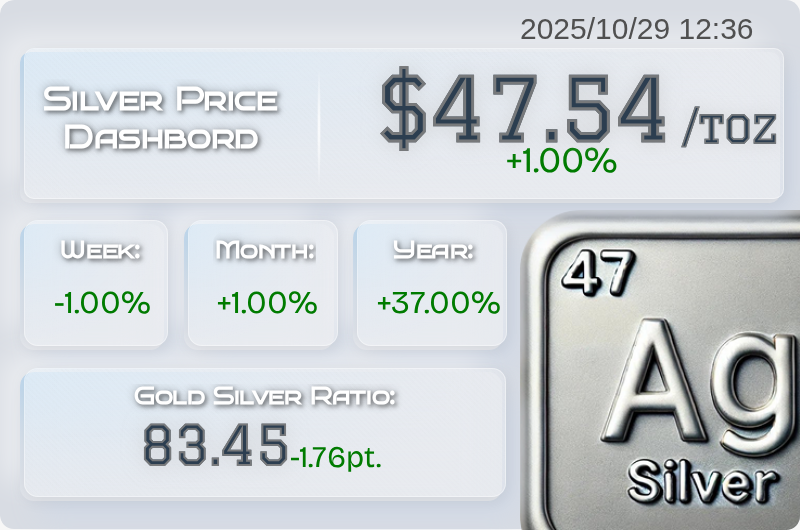 2025/10/29 12:36
Silver Price
Dashbord
$47.54 /TOZ
+1.00%
Week:
-1.00%
Month:
+1.00%
Year:
+37.00%
Gold Silver Ratio:
83.45 -1.76pt.
47
Ag
Silver